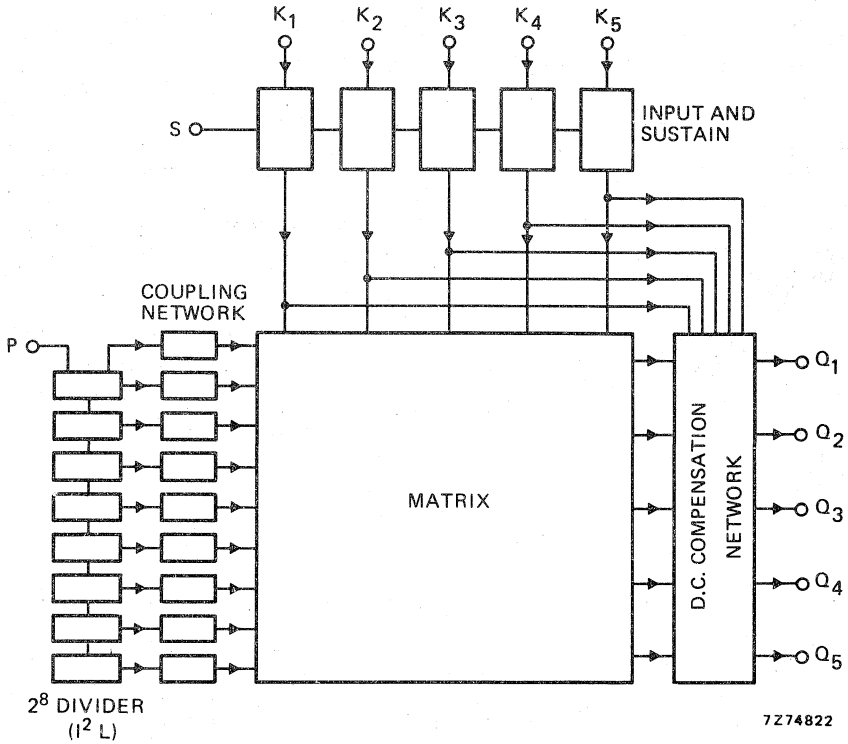 K1 K2 K3 K4 K5
S
INPUT AND
SUSTAIN
COUPLING
NETWORK
P
MATRIX
D.C. COMPENSATION
NETWORK
Q1
Q2
Q3
Q4
Q5
2⁸ DIVIDER
(I² L)
7Z74822